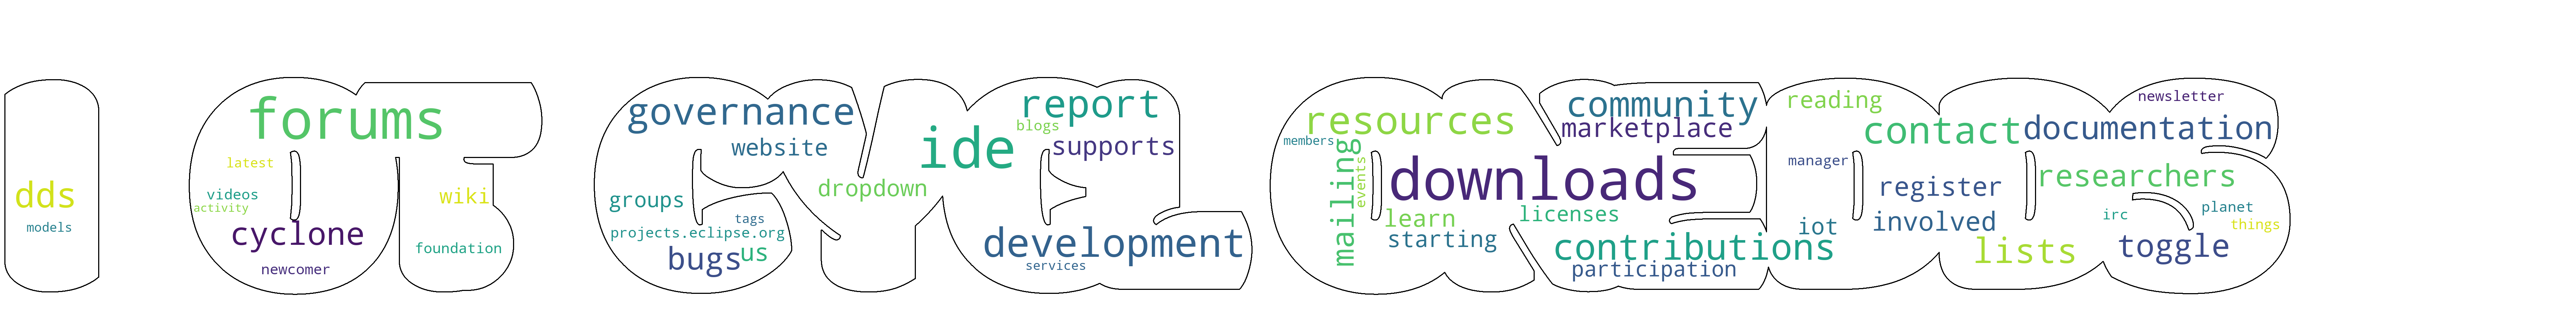 dds
models
forums
latest
videos
activity
wiki
cyclone
foundation
newcomer
governance
website
groups
tags
projects.eclipse.org
bugs
us
dropdown
ide
report
blogs
supports
development
services
resources
members
mailing
events
downloads
learn
starting
licenses
community
marketplace
contributions
participation
reading
contact
manager
register
iot
involved
lists
newsletter
documentation
researchers
planet
irc
things
toggle